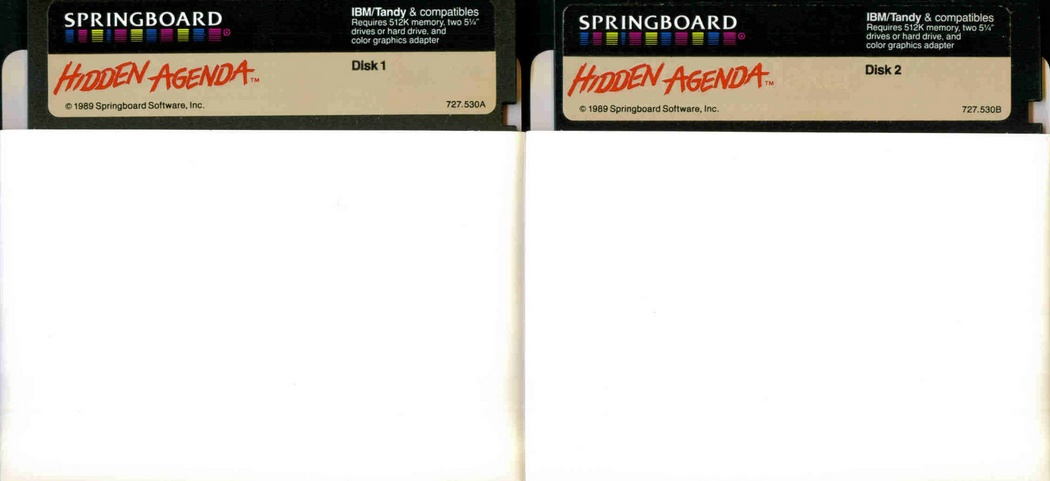 SPRINGBOARD
IBM/Tandy & compatibles
Requires 512K memory, two 5¼"
drives or hard drive, and
color graphics adapter
HIDDEN AGENDA™
Disk 1
© 1989 Springboard Software, Inc.
727.530A
SPRINGBOARD
IBM/Tandy & compatibles
Requires 512K memory, two 5¼"
drives or hard drive, and
color graphics adapter
HIDDEN AGENDA™
Disk 2
© 1989 Springboard Software, Inc.
727.530B